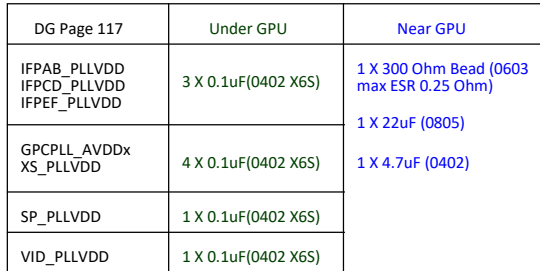 DG Page 117
Under GPU
Near GPU
IFPAB_PLLVDD
IFPCD_PLLVDD
IFPEF_PLLVDD
3 X 0.1uF(0402 X6S)
1 X 300 Ohm Bead (0603
max ESR 0.25 Ohm)
1 X 22uF (0805)
1 X 4.7uF (0402)
GPCPLL_AVDDx
XS_PLLVDD
4 X 0.1uF(0402 X6S)
SP_PLLVDD
1 X 0.1uF(0402 X6S)
VID_PLLVDD
1 X 0.1uF(0402 X6S)